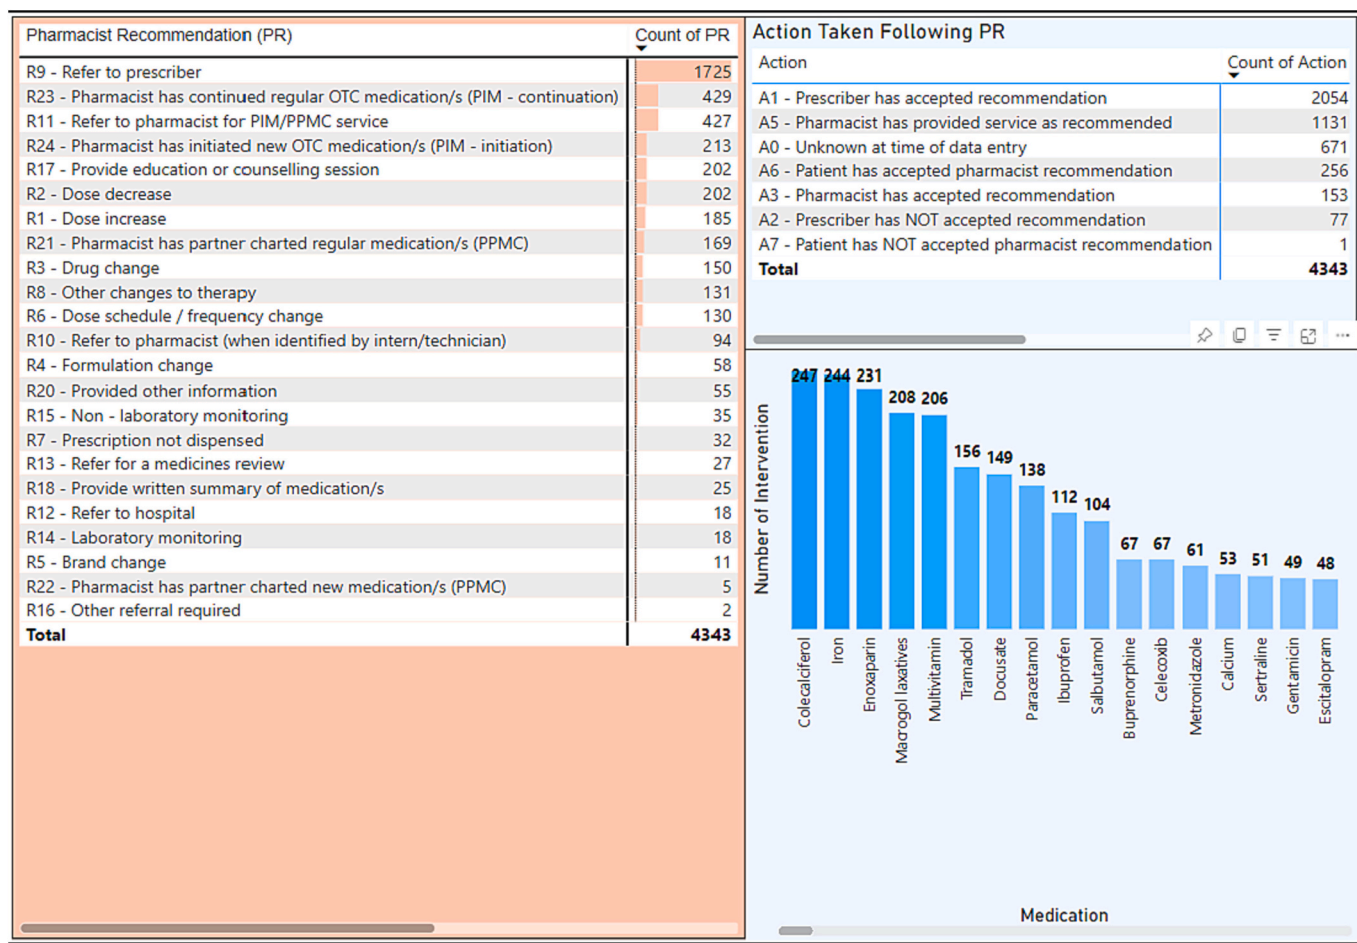 Pharmacist Recommendation (PR) Count of PR
R9 - Refer to prescriber 1725
R23 - Pharmacist has continued regular OTC medication/s (PIM - continuation) 429
R11 - Refer to pharmacist for PIM/PPMC service 427
R24 - Pharmacist has initiated new OTC medication/s (PIM - initiation) 213
R17 - Provide education or counselling session 202
R2 - Dose decrease 202
R1 - Dose increase 185
R21 - Pharmacist has partner charted regular medication/s (PPMC) 169
R3 - Drug change 150
R8 - Other changes to therapy 131
R6 - Dose schedule / frequency change 130
R10 - Refer to pharmacist (when identified by intern/technician) 94
R4 - Formulation change 58
R20 - Provided other information 55
R15 - Non - laboratory monitoring 35
R7 - Prescription not dispensed 32
R13 - Refer for a medicines review 27
R18 - Provide written summary of medication/s 25
R12 - Refer to hospital 18
R14 - Laboratory monitoring 18
R5 - Brand change 11
R22 - Pharmacist has partner charted new medication/s (PPMC) 5
R16 - Other referral required 2
Total 4343
Action Taken Following PR
Action Count of Action
A1 - Prescriber has accepted recommendation 2054
A5 - Pharmacist has provided service as recommended 1131
A0 - Unknown at time of data entry 671
A6 - Patient has accepted pharmacist recommendation 256
A3 - Pharmacist has accepted recommendation 153
A2 - Prescriber has NOT accepted recommendation 77
A7 - Patient has NOT accepted pharmacist recommendation 1
Total 4343
Number of Intervention
247 244 231 208 206 156 149 138 112 104 67 67 61 53 51 49 48
Colecalciferol
Iron
Enoxaparin
Macrogol laxatives
Multivitamin
Tramadol
Docusate
Paracetamol
Ibuprofen
Salbutamol
Buprenorphine
Celecoxib
Metronidazole
Calcium
Sertraline
Gentamicin
Escitalopram
Medication